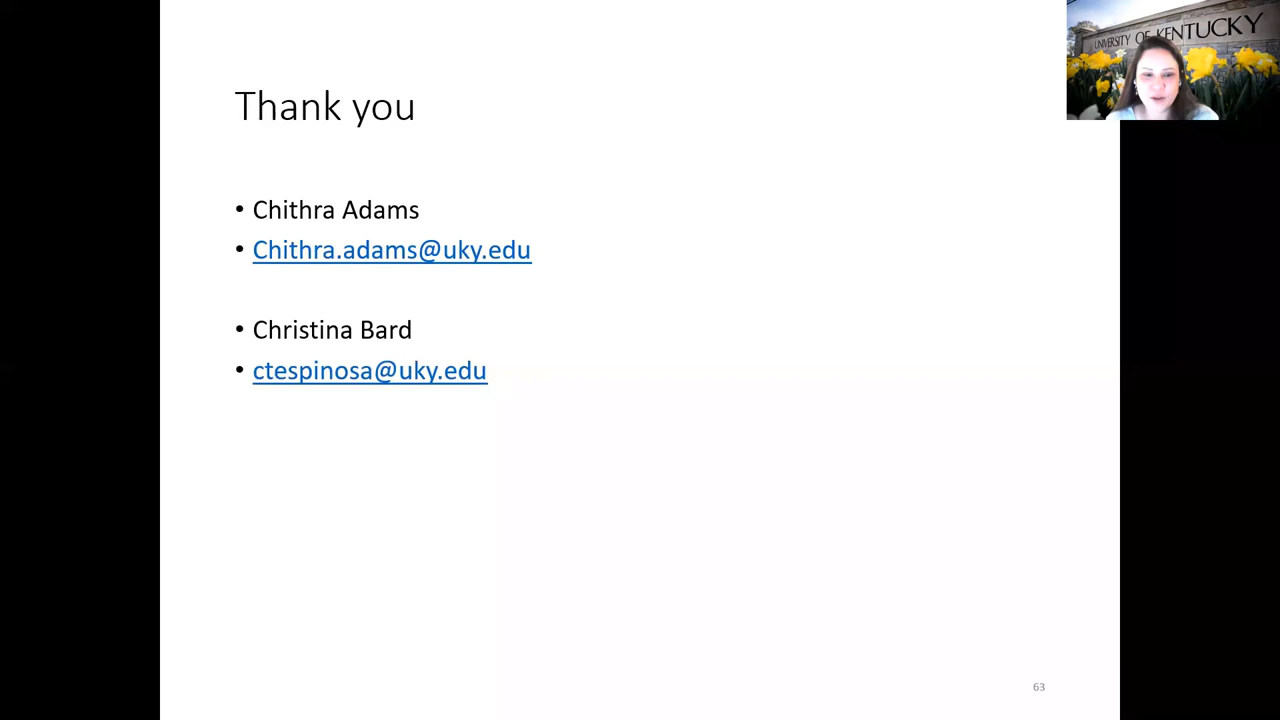 UNIVERSITY OF KENTUCKY
Thank you
• Chithra Adams
• Chithra.adams@uky.edu
• Christina Bard
• ctespinosa@uky.edu
63